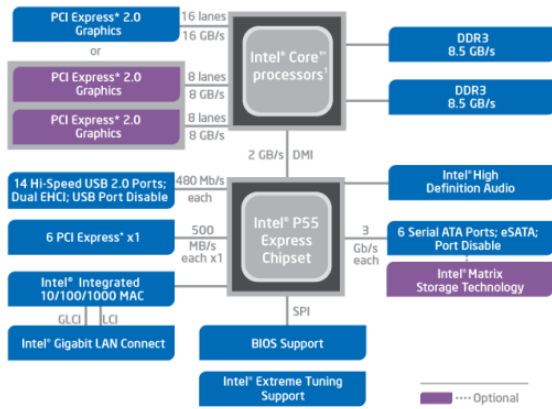 PCI Express* 2.0
Graphics
16 lanes
16 GB/s
or
PCI Express* 2.0
Graphics
8 lanes
8 GB/s
PCI Express* 2.0
Graphics
8 lanes
8 GB/s
Intel® Core™
processors¹
DDR3
8.5 GB/s
DDR3
8.5 GB/s
2 GB/s
DMI
14 Hi-Speed USB 2.0 Ports;
Dual EHCI; USB Port Disable
480 Mb/s
each
Intel® High
Definition Audio
6 PCI Express* x1
500
MB/s
each x1
Intel® P55
Express
Chipset
3
Gb/s
each
6 Serial ATA Ports; eSATA;
Port Disable
Intel® Matrix
Storage Technology
Intel® Integrated
10/100/1000 MAC
GLCI
LCI
Intel® Gigabit LAN Connect
SPI
BIOS Support
Intel® Extreme Tuning
Support
Optional